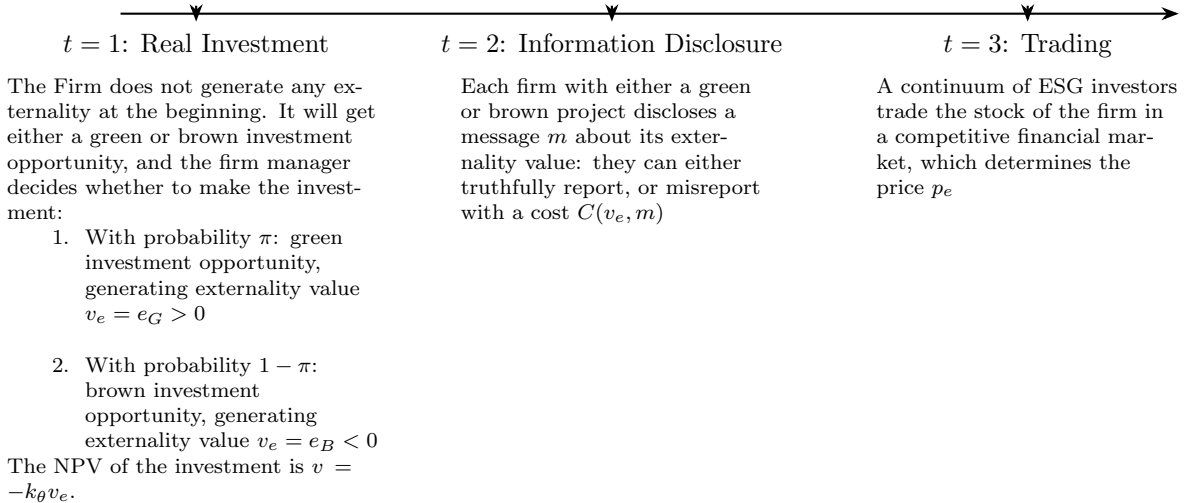 t = 1: Real Investment
The Firm does not generate any ex-
ternality at the beginning. It will get
either a green or brown investment
opportunity, and the firm manager
decides whether to make the invest-
ment:
1. With probability π: green
investment opportunity,
generating externality value
v_e = e_G > 0
2. With probability 1 − π:
brown investment
opportunity, generating
externality value v_e = e_B < 0
The NPV of the investment is v =
−k_θv_e.
t = 2: Information Disclosure
Each firm with either a green
or brown project discloses a
message m about its exter-
nality value: they can either
truthfully report, or misreport
with a cost C(v_e, m)
t = 3: Trading
A continuum of ESG investors
trade the stock of the firm in
a competitive financial mar-
ket, which determines the
price p_e